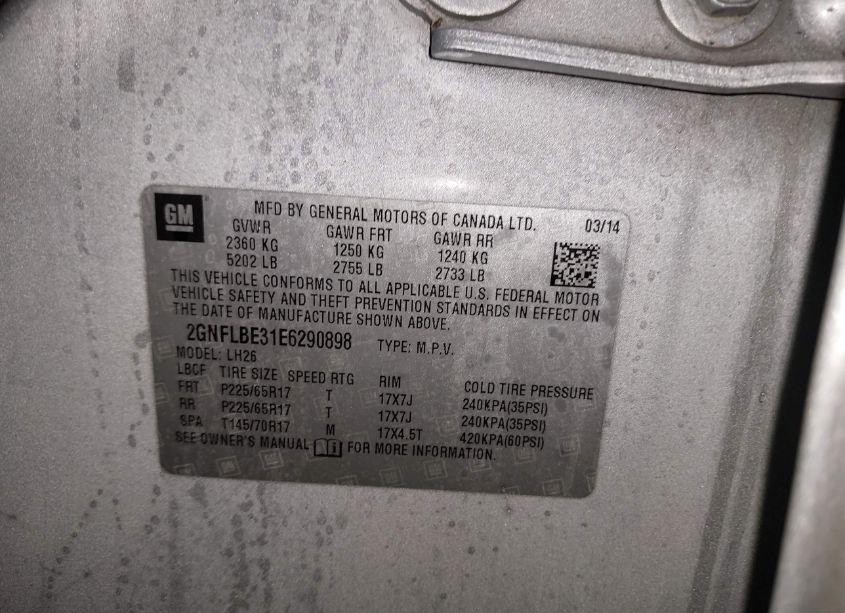 GM
MFD BY GENERAL MOTORS OF CANADA LTD. 03/14
GVWR GAWR FRT GAWR RR
2360 KG 1250 KG 1240 KG
5202 LB 2755 LB 2733 LB
THIS VEHICLE CONFORMS TO ALL APPLICABLE U.S. FEDERAL MOTOR
VEHICLE SAFETY AND THEFT PREVENTION STANDARDS IN EFFECT ON
THE DATE OF MANUFACTURE SHOWN ABOVE.
2GNFLBE31E6290898 TYPE: M.P.V.
MODEL: LH26
LBCF TIRE SIZE SPEED RTG RIM COLD TIRE PRESSURE
FRT P225/65R17 T 17X7J 240KPA(35PSI)
RR P225/65R17 T 17X7J 240KPA(35PSI)
SPA T145/70R17 M 17X4.5T 420KPA(60PSI)
SEE OWNER'S MANUAL FOR MORE INFORMATION.